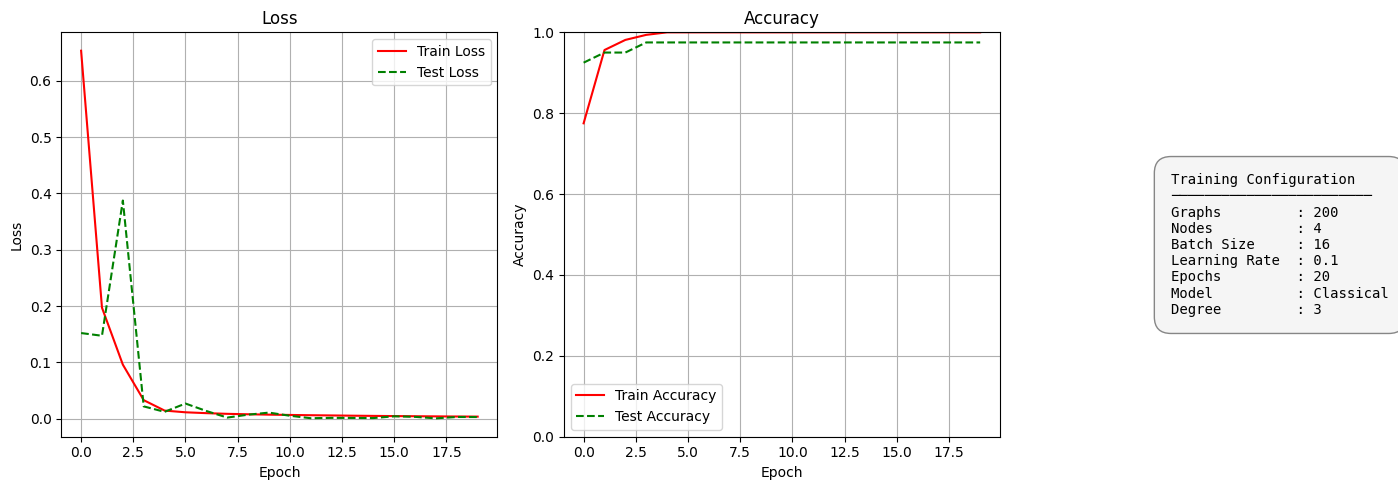 Loss
Train Loss
Test Loss
0.6
0.5
0.4
0.3
0.2
0.1
0.0
Loss
0.0 2.5 5.0 7.5 10.0 12.5 15.0 17.5
Epoch
Accuracy
1.0
0.8
0.6
0.4
0.2
0.0
Accuracy
Train Accuracy
Test Accuracy
0.0 2.5 5.0 7.5 10.0 12.5 15.0 17.5
Epoch
Training Configuration
Graphs : 200
Nodes : 4
Batch Size : 16
Learning Rate : 0.1
Epochs : 20
Model : Classical
Degree : 3